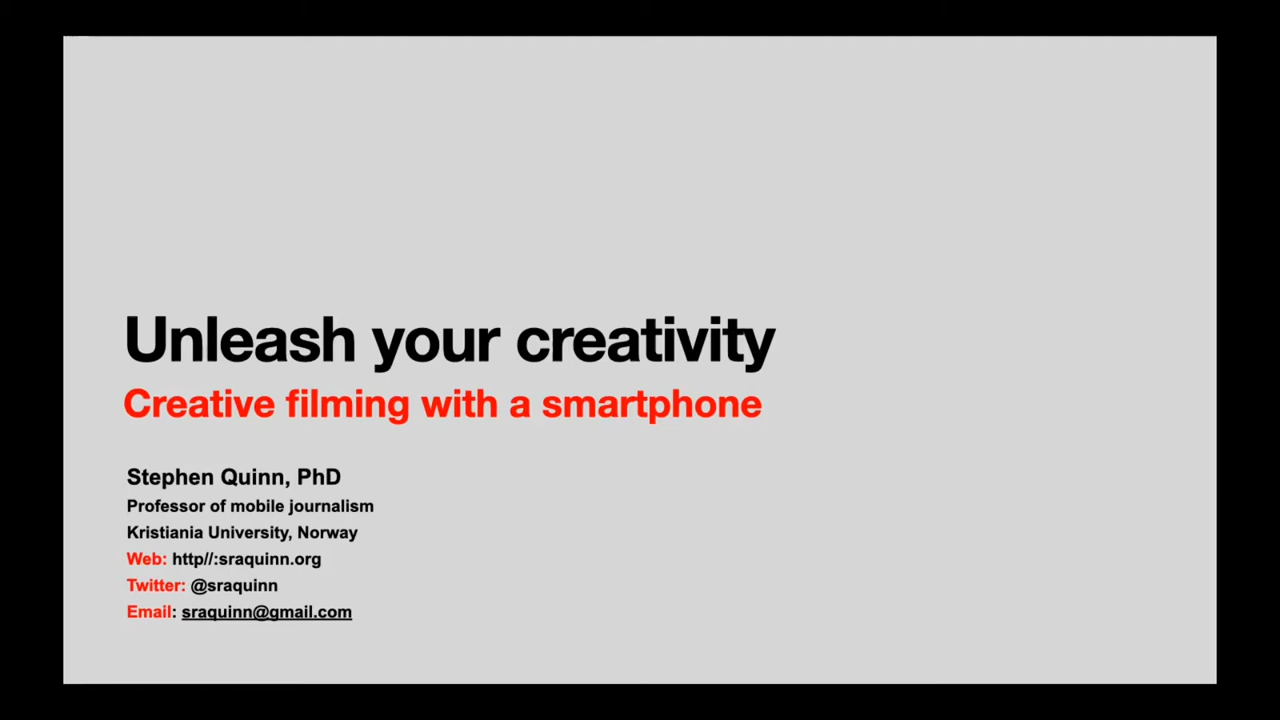 Unleash your creativity
Creative filming with a smartphone
Stephen Quinn, PhD
Professor of mobile journalism
Kristiania University, Norway
Web: http//:sraquinn.org
Twitter: @sraquinn
Email: sraquinn@gmail.com